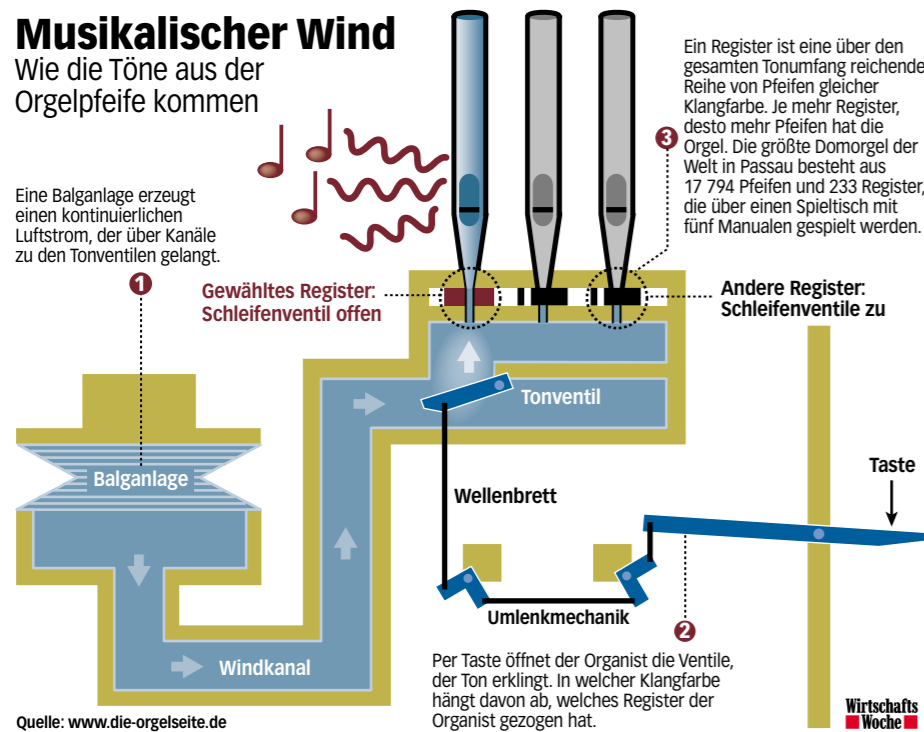 Musikalischer Wind
Wie die Töne aus der
Orgelpfeife kommen
Eine Balganlage erzeugt
einen kontinuierlichen
Luftstrom, der über Kanäle
zu den Tonventilen gelangt.
1
Ein Register ist eine über den
gesamten Tonumfang reichende
Reihe von Pfeifen gleicher
Klangfarbe. Je mehr Register,
desto mehr Pfeifen hat die
Orgel. Die größte Domorgel der
Welt in Passau besteht aus
17 794 Pfeifen und 233 Register,
die über einen Spieltisch mit
fünf Manualen gespielt werden.
3
Gewähltes Register:
Schleifenventil offen
Andere Register:
Schleifenventile zu
Tonventil
Balganlage
Wellenbrett
Taste
Umlenkmechanik
2
Windkanal
Per Taste öffnet der Organist die Ventile,
der Ton erklingt. In welcher Klangfarbe
hängt davon ab, welches Register der
Organist gezogen hat.
Quelle: www.die-orgelseite.de
Wirtschafts
Woche